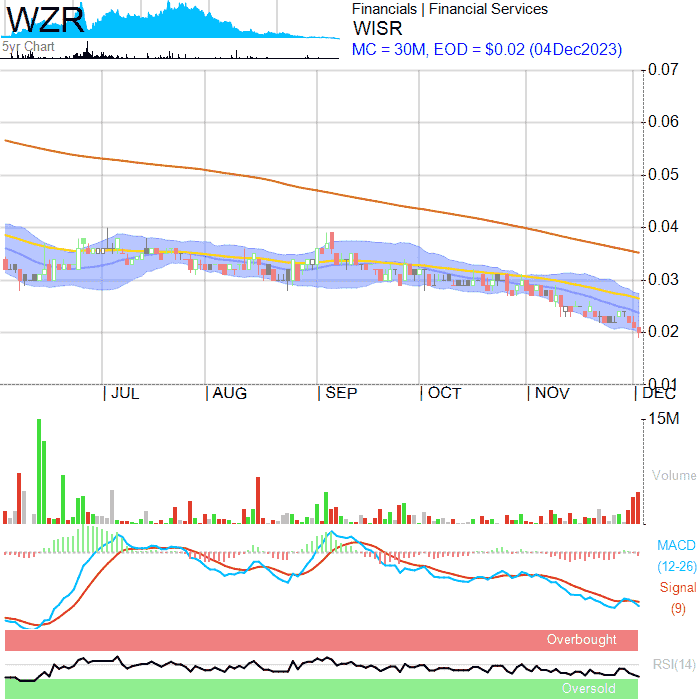 WZR
Financials | Financial Services
WISR
MC = 30M, EOD = $0.02 (04Dec2023)
5yr Chart
0.07
0.06
0.05
0.04
0.03
0.02
0.01
JUL AUG SEP OCT NOV DEC
15M
Volume
MACD
(12-26)
Signal
(9)
Overbought
RSI(14)
Oversold